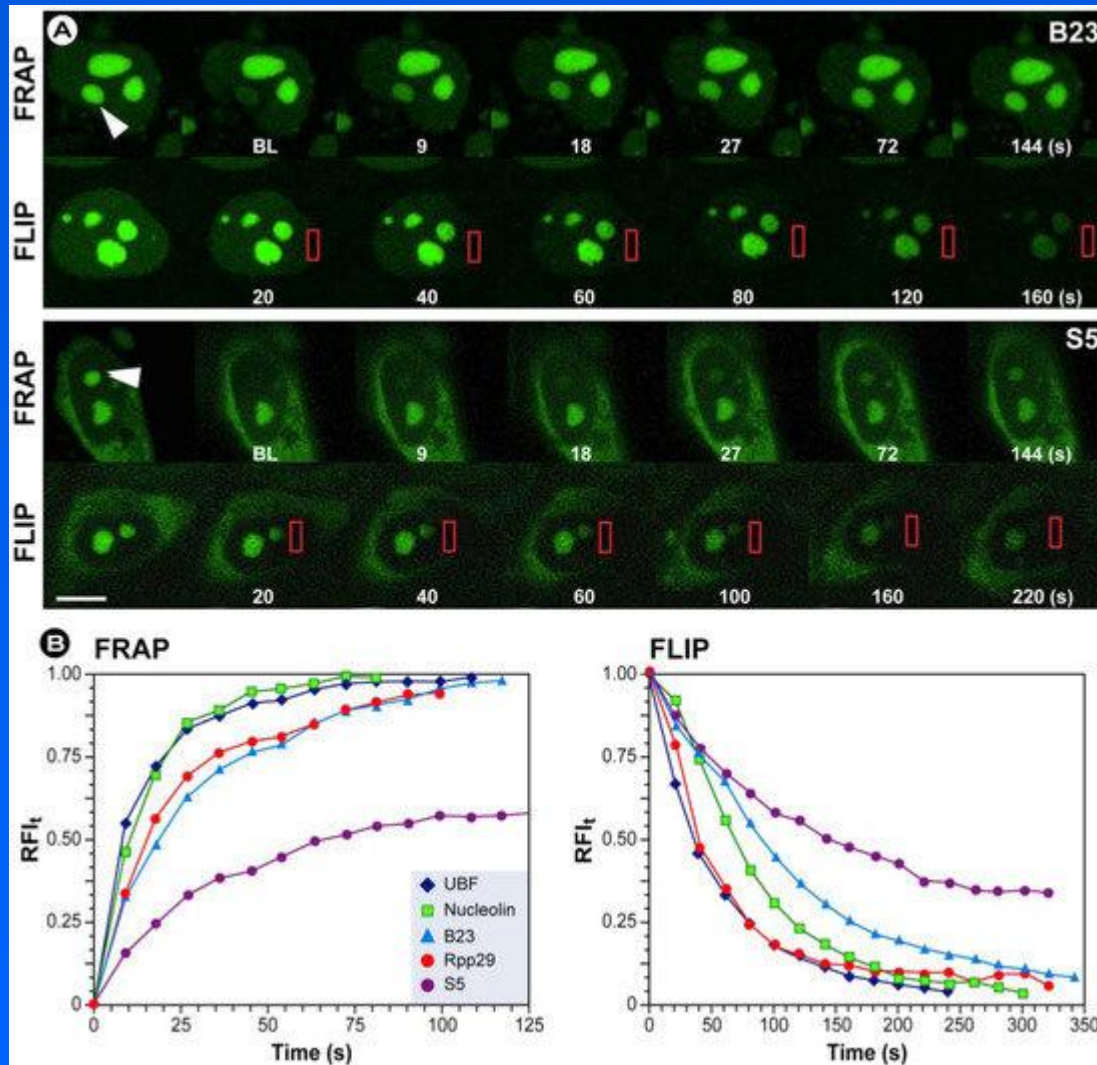 A
B23
FRAP
BL 9 18 27 72 144 (s)
FLIP
20 40 60 80 120 160 (s)
S5
FRAP
BL 9 18 27 72 144 (s)
FLIP
20 40 60 100 160 220 (s)
B FRAP
RFIt
1.00
0.75
0.50
0.25
0
0 25 50 75 100 125
Time (s)
UBF
Nucleolin
B23
Rpp29
S5
FLIP
RFIt
1.00
0.75
0.50
0.25
0
0 50 100 150 200 250 300 350
Time (s)